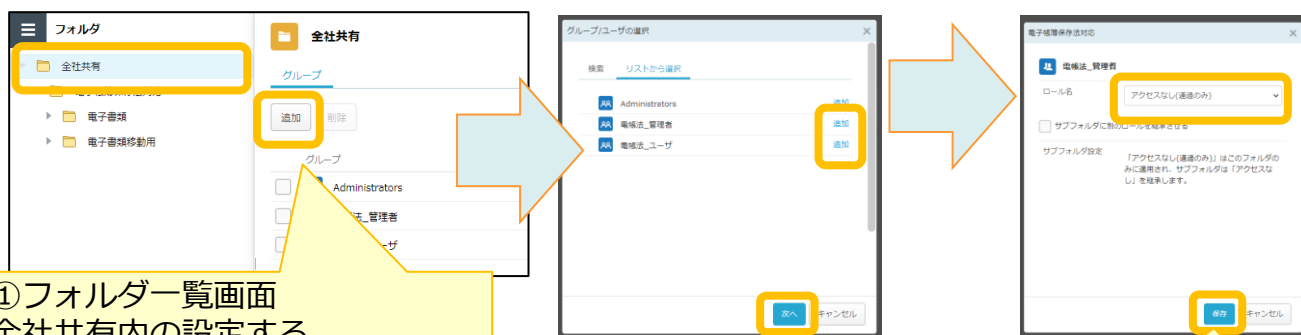 フォルダ
全社共有
電子書類
電子書類移動用
全社共有
グループ
追加
削除
グループ
Administrators
法_管理者
ーザ
①フォルダ一覧画面
全社共有内の設定する
グループ/ユーザの選択
×
検索
リストから選択
Administrators
追加
電帳法_管理者
追加
電帳法_ユーザ
追加
次へ
キャンセル
電子帳簿保存法対応
×
電帳法_管理者
ロール名
アクセスなし(通過のみ)
サブフォルダに別のロールを継承させる
サブフォルダ設定
「アクセスなし(通過のみ)」はこのフォルダの
みに適用され、サブフォルダは「アクセスな
し」を継承します。
保存
キャンセル